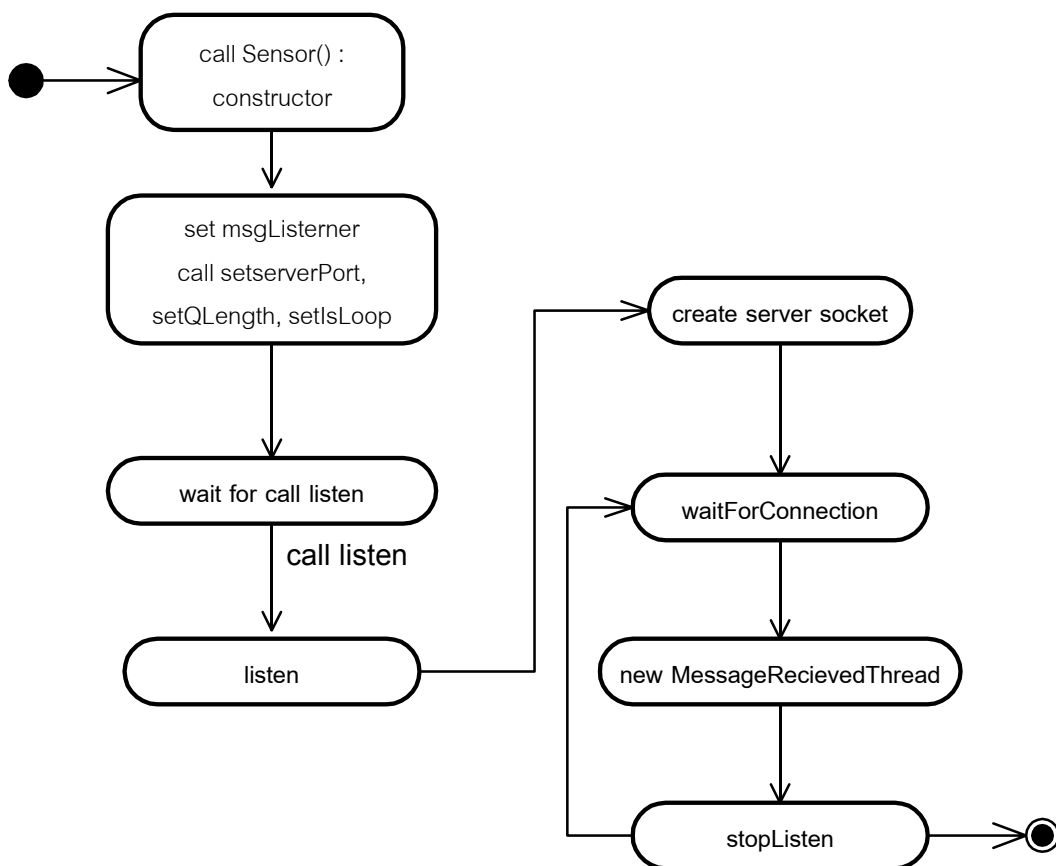 call Sensor() :
constructor
set msgListerner
call setserverPort,
setQLength, setIsLoop
wait for call listen
call listen
listen
create server socket
waitForConnection
new MessageRecievedThread
stopListen